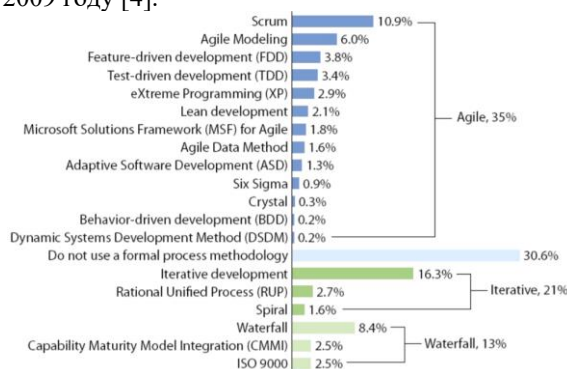 2009 году [4].
Scrum 10.9%
Agile Modeling 6.0%
Feature-driven development (FDD) 3.8%
Test-driven development (TDD) 3.4%
eXtreme Programming (XP) 2.9%
Lean development 2.1%
Agile, 35%
Microsoft Solutions Framework (MSF) for Agile 1.8%
Agile Data Method 1.6%
Adaptive Software Development (ASD) 1.3%
Six Sigma 0.9%
Crystal 0.3%
Behavior-driven development (BDD) 0.2%
Dynamic Systems Development Method (DSDM) 0.2%
Do not use a formal process methodology 30.6%
Iterative development 16.3%
Rational Unified Process (RUP) 2.7%
Iterative, 21%
Spiral 1.6%
Waterfall 8.4%
Capability Maturity Model Integration (CMMI) 2.5%
Waterfall, 13%
ISO 9000 2.5%